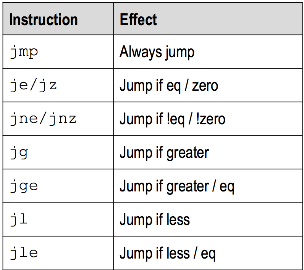 Instruction Effect
jmp Always jump
je/jz Jump if eq / zero
jne/jnz Jump if !eq / !zero
jg Jump if greater
jge Jump if greater / eq
jl Jump if less
jle Jump if less / eq